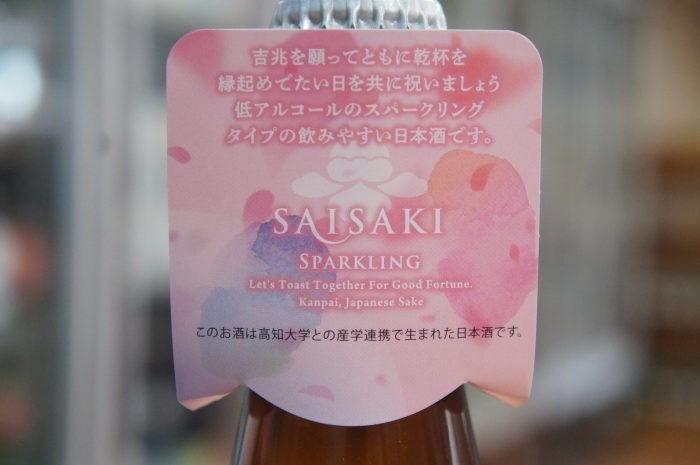 吉兆を願ってともに乾杯を
縁起めでたい日を共に祝いましょう
低アルコールのスパークリング
タイプの飲みやすい日本酒です。
SAISAKI
SPARKLING
Let's Toast Together For Good Fortune.
Kanpai, Japanese Sake
このお酒は高知大学との産学連携で生まれた日本酒です。